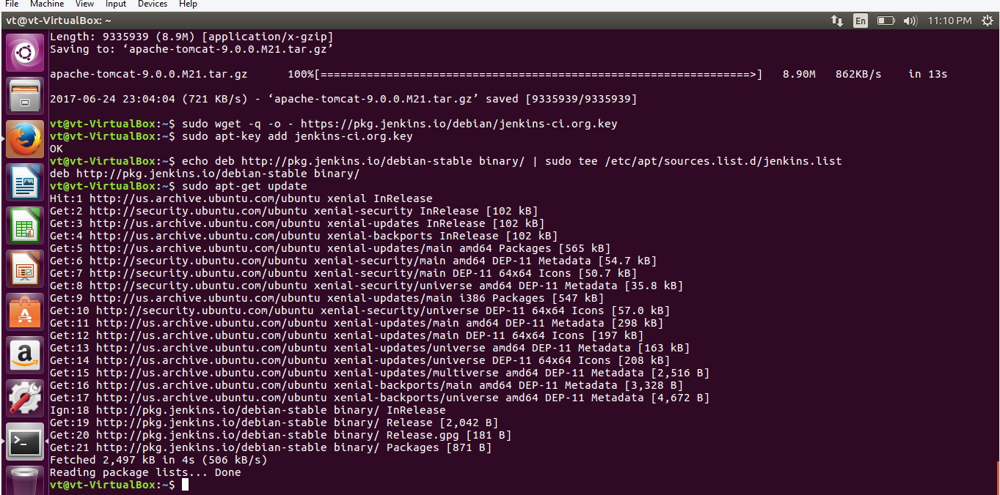 File Machine View Input Devices Help
vt@vt-VirtualBox: ~ En 11:10 PM
Length: 9335939 (8.9M) [application/x-gzip]
Saving to: ‘apache-tomcat-9.0.0.M21.tar.gz’
apache-tomcat-9.0.0.M21.tar.gz 100%[=================================================================>] 8.90M 862KB/s in 13s
2017-06-24 23:04:04 (721 KB/s) - ‘apache-tomcat-9.0.0.M21.tar.gz’ saved [9335939/9335939]
vt@vt-VirtualBox:~$ sudo wget -q -o - https://pkg.jenkins.io/debian/jenkins-ci.org.key
vt@vt-VirtualBox:~$ sudo apt-key add jenkins-ci.org.key
OK
vt@vt-VirtualBox:~$ echo deb http://pkg.jenkins.io/debian-stable binary/ | sudo tee /etc/apt/sources.list.d/jenkins.list
deb http://pkg.jenkins.io/debian-stable binary/
vt@vt-VirtualBox:~$ sudo apt-get update
Hit:1 http://us.archive.ubuntu.com/ubuntu xenial InRelease
Get:2 http://security.ubuntu.com/ubuntu xenial-security InRelease [102 kB]
Get:3 http://us.archive.ubuntu.com/ubuntu xenial-updates InRelease [102 kB]
Get:4 http://us.archive.ubuntu.com/ubuntu xenial-backports InRelease [102 kB]
Get:5 http://us.archive.ubuntu.com/ubuntu xenial-updates/main amd64 Packages [565 kB]
Get:6 http://security.ubuntu.com/ubuntu xenial-security/main amd64 DEP-11 Metadata [54.7 kB]
Get:7 http://security.ubuntu.com/ubuntu xenial-security/main DEP-11 64x64 Icons [50.7 kB]
Get:8 http://security.ubuntu.com/ubuntu xenial-security/universe amd64 DEP-11 Metadata [35.8 kB]
Get:9 http://us.archive.ubuntu.com/ubuntu xenial-updates/main i386 Packages [547 kB]
Get:10 http://security.ubuntu.com/ubuntu xenial-security/universe DEP-11 64x64 Icons [57.0 kB]
Get:11 http://us.archive.ubuntu.com/ubuntu xenial-updates/main amd64 DEP-11 Metadata [298 kB]
Get:12 http://us.archive.ubuntu.com/ubuntu xenial-updates/main DEP-11 64x64 Icons [197 kB]
Get:13 http://us.archive.ubuntu.com/ubuntu xenial-updates/universe amd64 DEP-11 Metadata [163 kB]
Get:14 http://us.archive.ubuntu.com/ubuntu xenial-updates/universe DEP-11 64x64 Icons [208 kB]
Get:15 http://us.archive.ubuntu.com/ubuntu xenial-updates/multiverse amd64 DEP-11 Metadata [2,516 B]
Get:16 http://us.archive.ubuntu.com/ubuntu xenial-backports/main amd64 DEP-11 Metadata [3,328 B]
Get:17 http://us.archive.ubuntu.com/ubuntu xenial-backports/universe amd64 DEP-11 Metadata [4,672 B]
Ign:18 http://pkg.jenkins.io/debian-stable binary/ InRelease
Get:19 http://pkg.jenkins.io/debian-stable binary/ Release [2,042 B]
Get:20 http://pkg.jenkins.io/debian-stable binary/ Release.gpg [181 B]
Get:21 http://pkg.jenkins.io/debian-stable binary/ Packages [871 B]
Fetched 2,497 kB in 4s (506 kB/s)
Reading package lists... Done
vt@vt-VirtualBox:~$